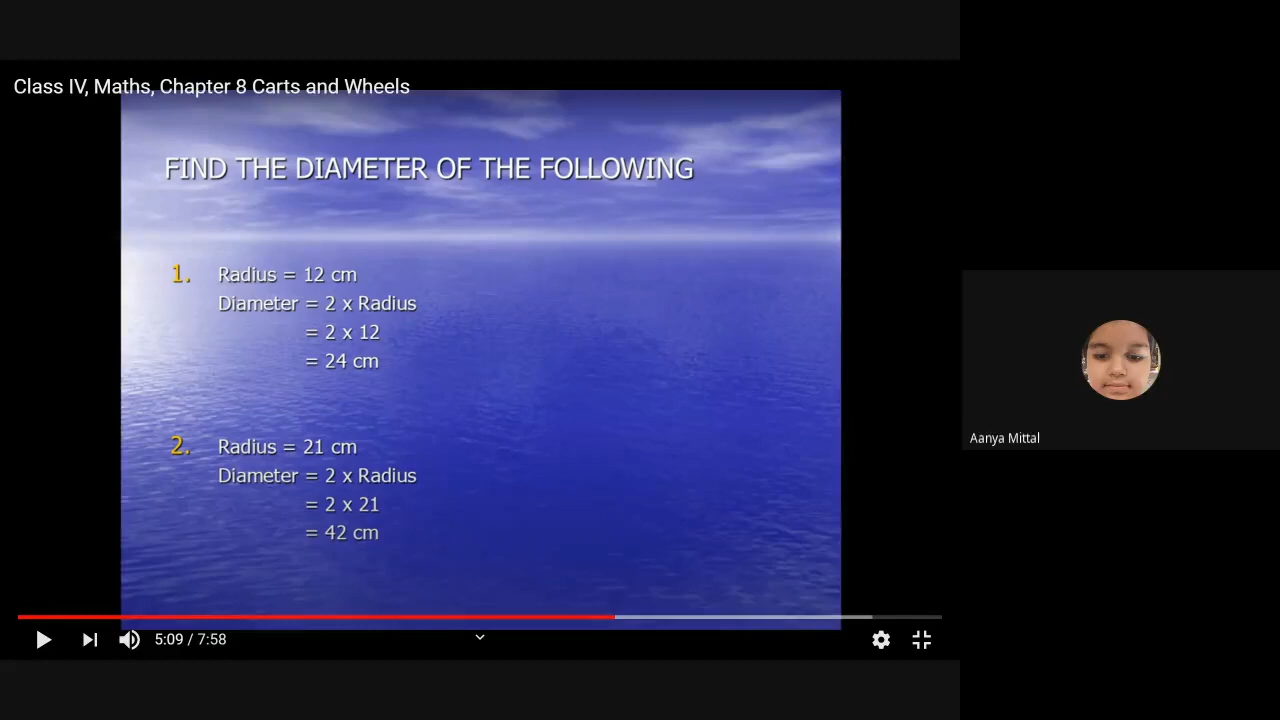 Class IV, Maths, Chapter 8 Carts and Wheels
FIND THE DIAMETER OF THE FOLLOWING
1. Radius = 12 cm
Diameter = 2 x Radius
= 2 x 12
= 24 cm
2. Radius = 21 cm
Diameter = 2 x Radius
= 2 x 21
= 42 cm
5:09 / 7:58
Aanya Mittal